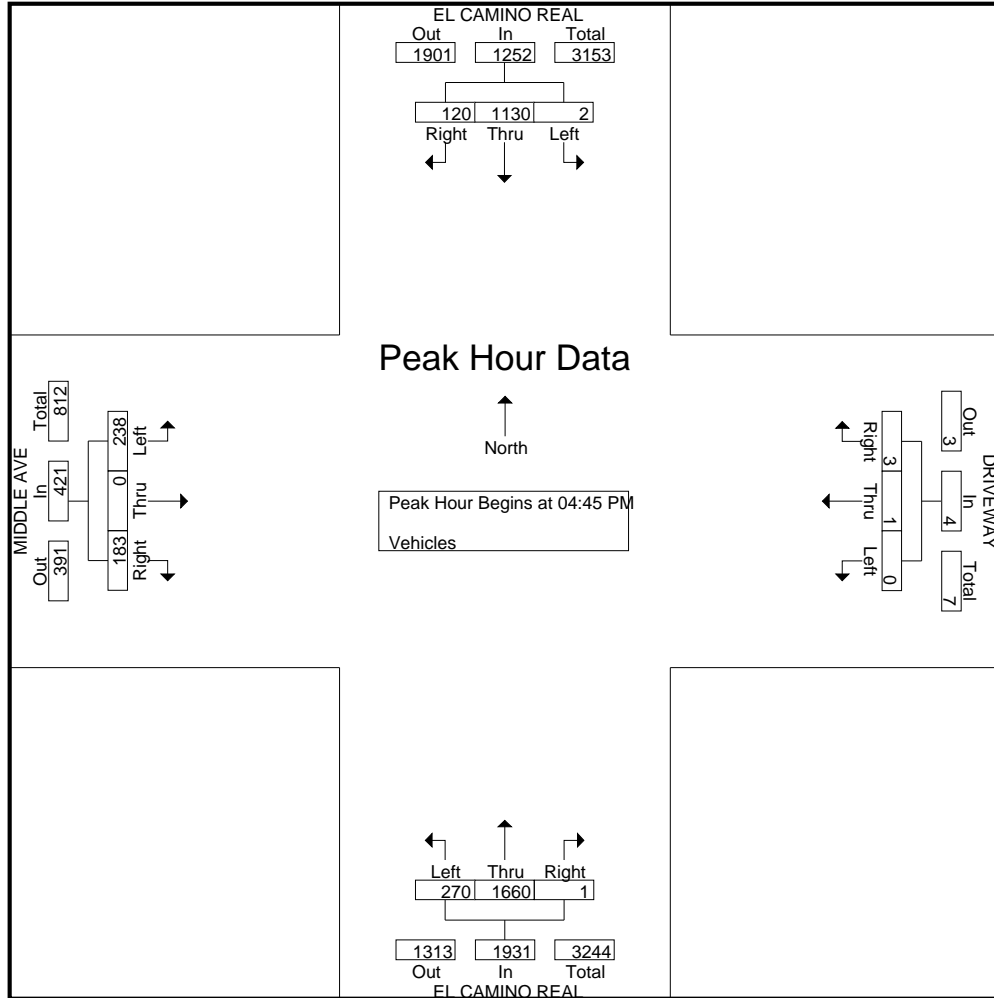 EL CAMINO REAL
Out In Total
1901 1252 3153
120 1130 2
Right Thru Left
Peak Hour Data
North
Peak Hour Begins at 04:45 PM
Vehicles
MIDDLE AVE
Out In Total
391 421 812
Right Thru Left
183 0 238
DRIVEWAY
Out In Total
3 4 7
Right Thru Left
3 1 0
Left Thru Right
270 1660 1
1313 1931 3244
Out In Total
EL CAMINO REAL